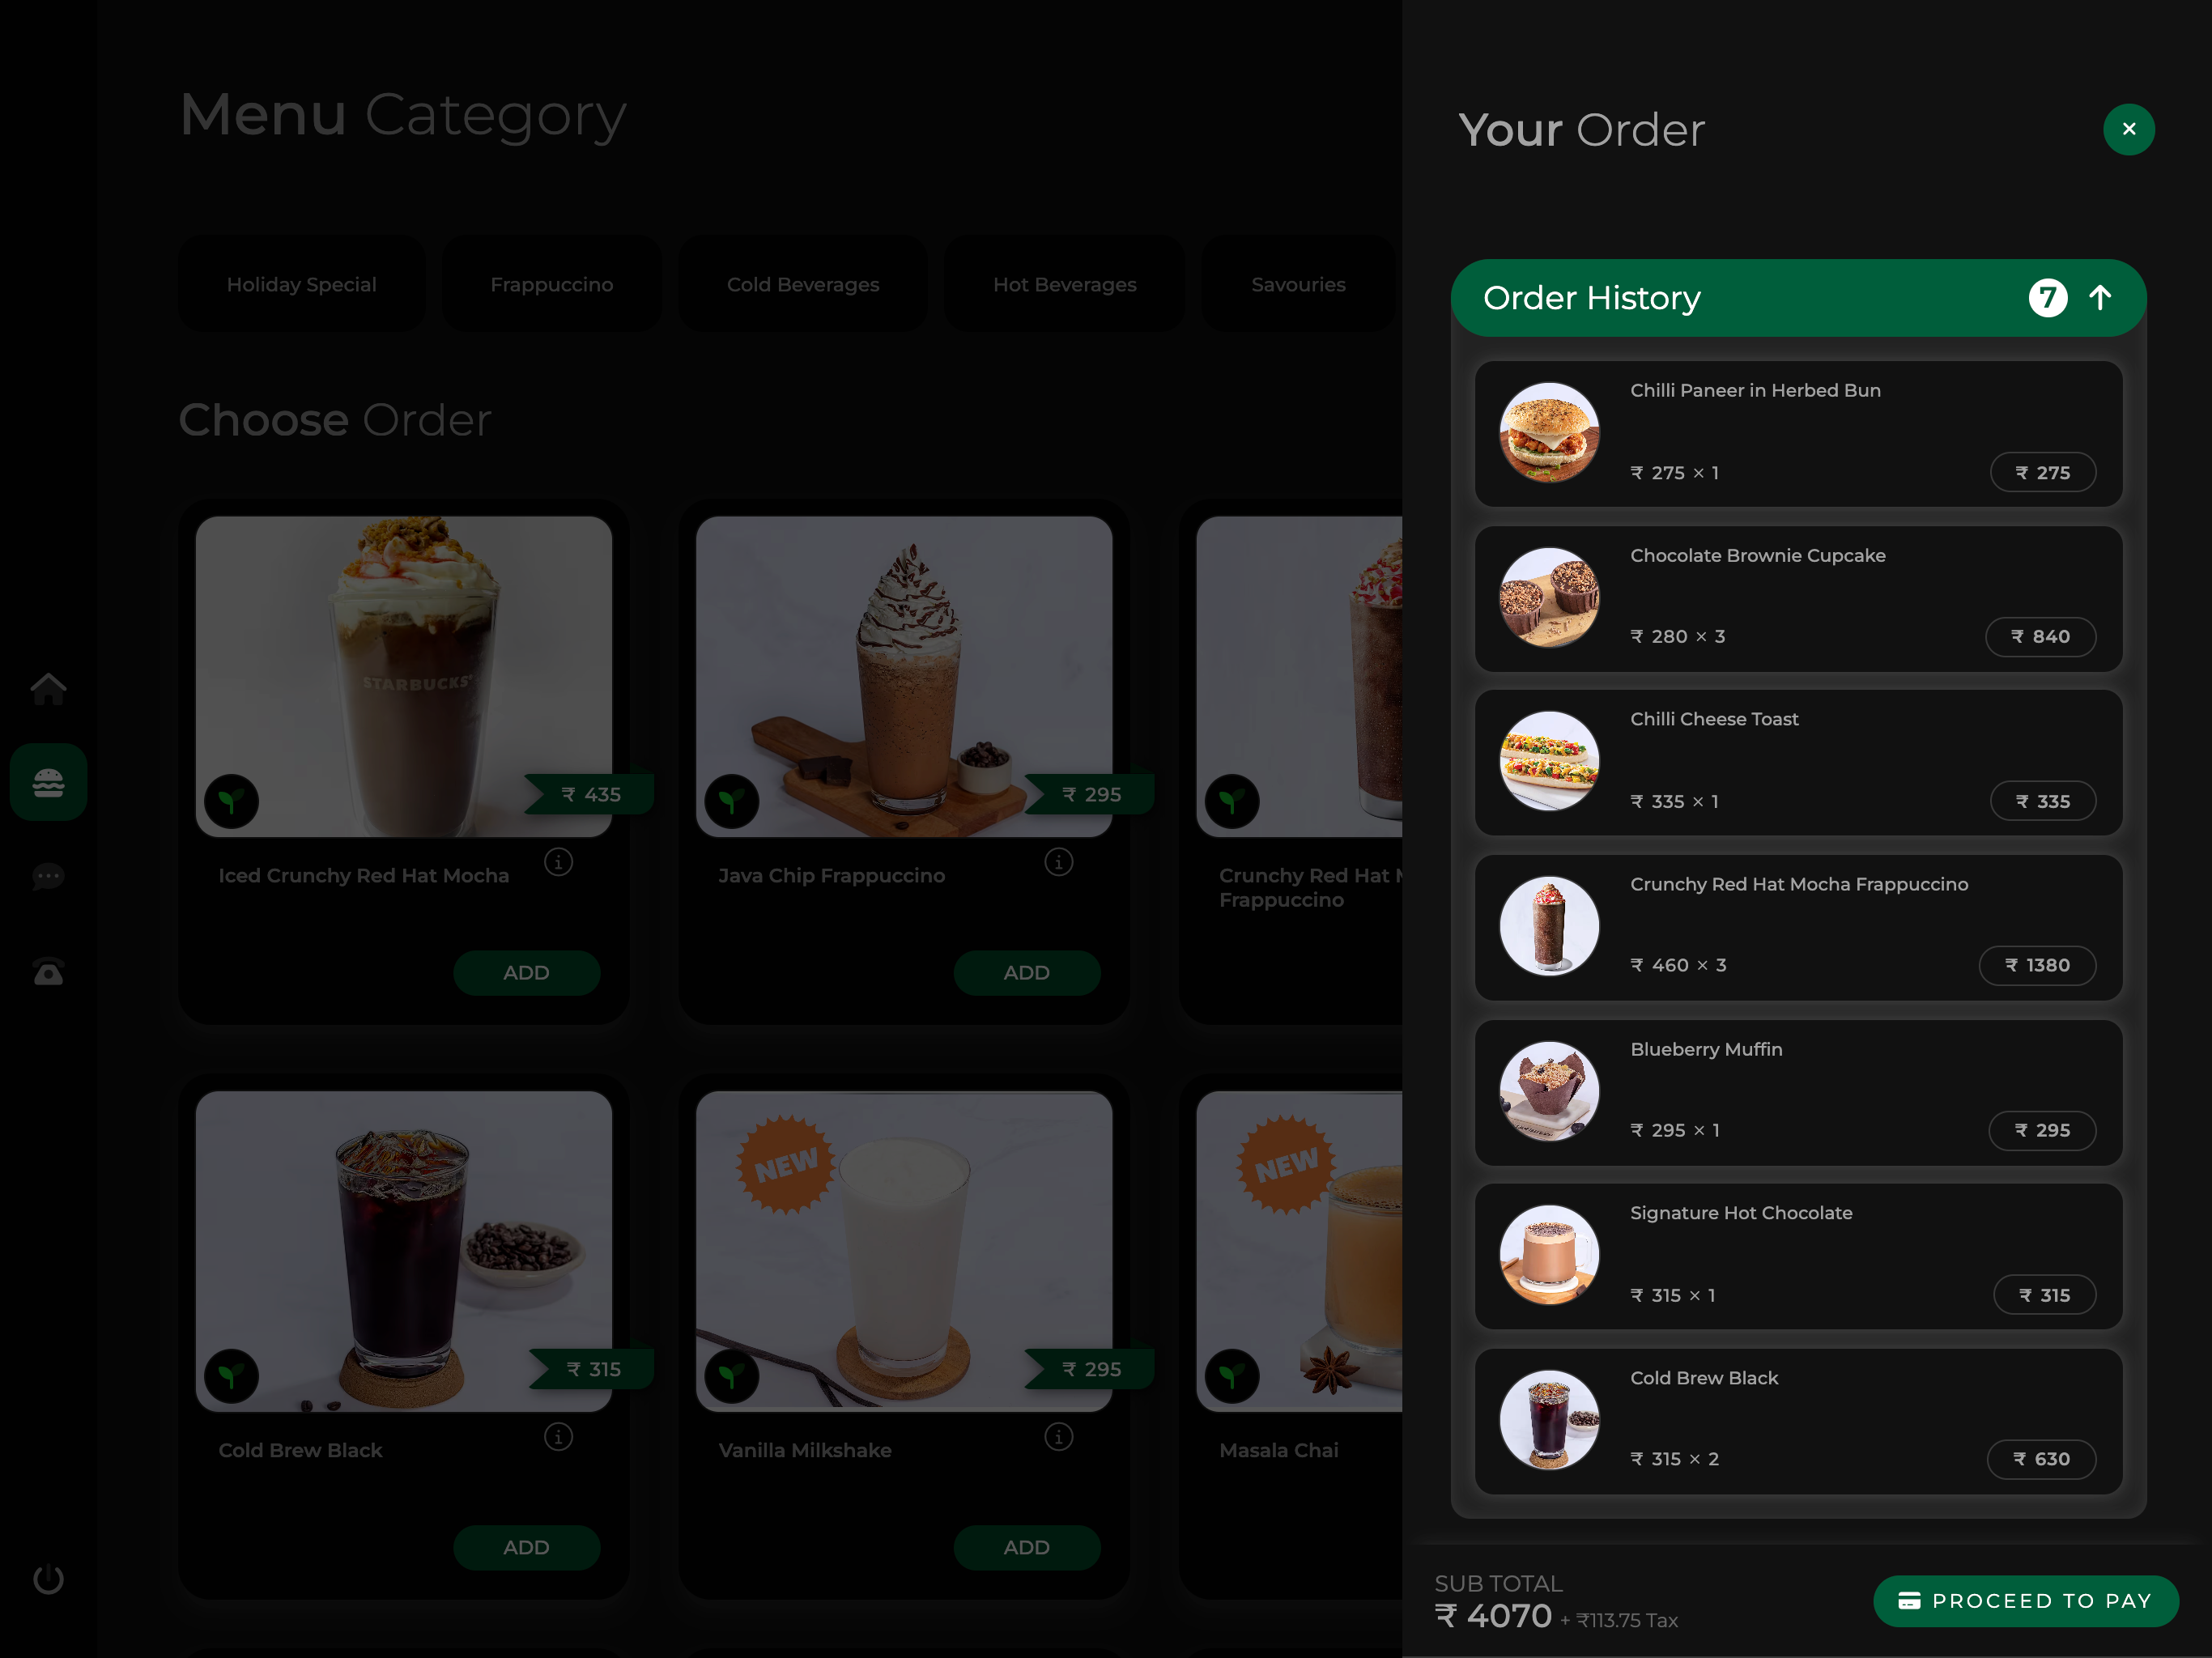 Menu Category
Holiday Special
Frappuccino
Cold Beverages
Hot Beverages
Savouries
Choose Order
STARBUCKS
₹ 435
Iced Crunchy Red Hat Mocha
ADD
₹ 295
Java Chip Frappuccino
ADD
Crunchy Red Hat
Frappuccino
₹ 315
Cold Brew Black
ADD
NEW
₹ 295
Vanilla Milkshake
ADD
NEW
Masala Chai
Your Order
Order History 7
Chilli Paneer in Herbed Bun
₹ 275 × 1 ₹ 275
Chocolate Brownie Cupcake
₹ 280 × 3 ₹ 840
Chilli Cheese Toast
₹ 335 × 1 ₹ 335
Crunchy Red Hat Mocha Frappuccino
₹ 460 × 3 ₹ 1380
Blueberry Muffin
₹ 295 × 1 ₹ 295
Signature Hot Chocolate
₹ 315 × 1 ₹ 315
Cold Brew Black
₹ 315 × 2 ₹ 630
SUB TOTAL
₹ 4070 + ₹113.75 Tax
PROCEED TO PAY